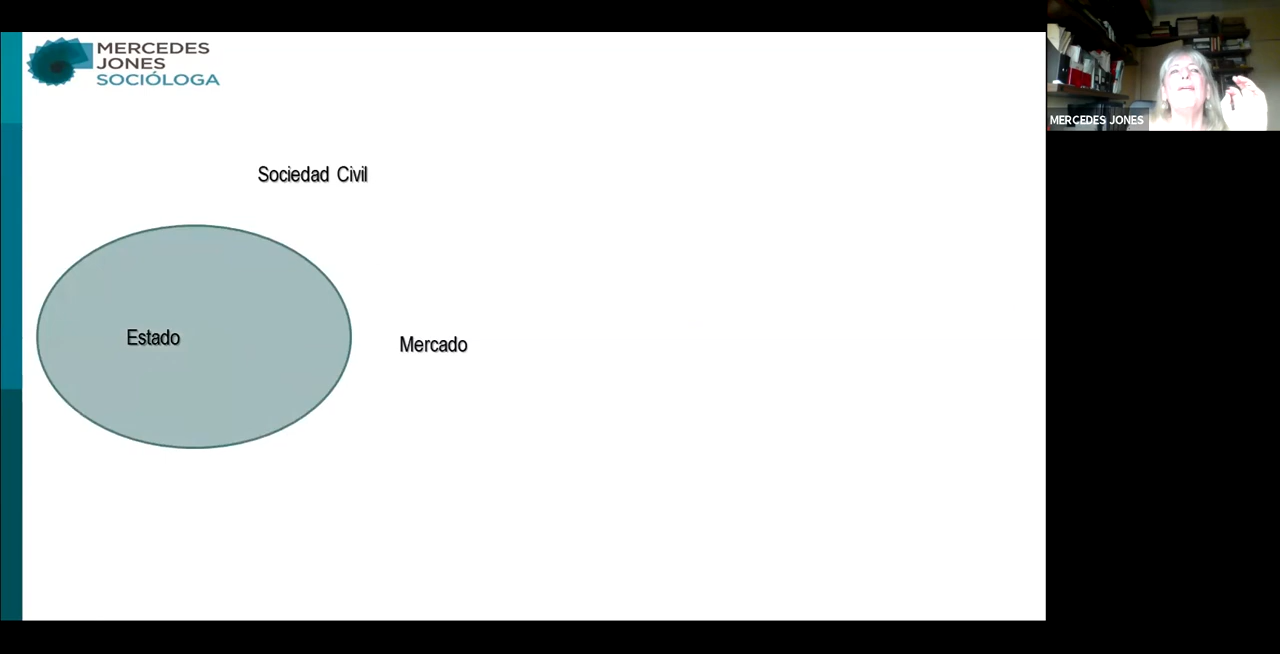 MERCEDES
JONES
SOCIÓLOGA
MERCEDES JONES
Sociedad Civil
Estado
Mercado